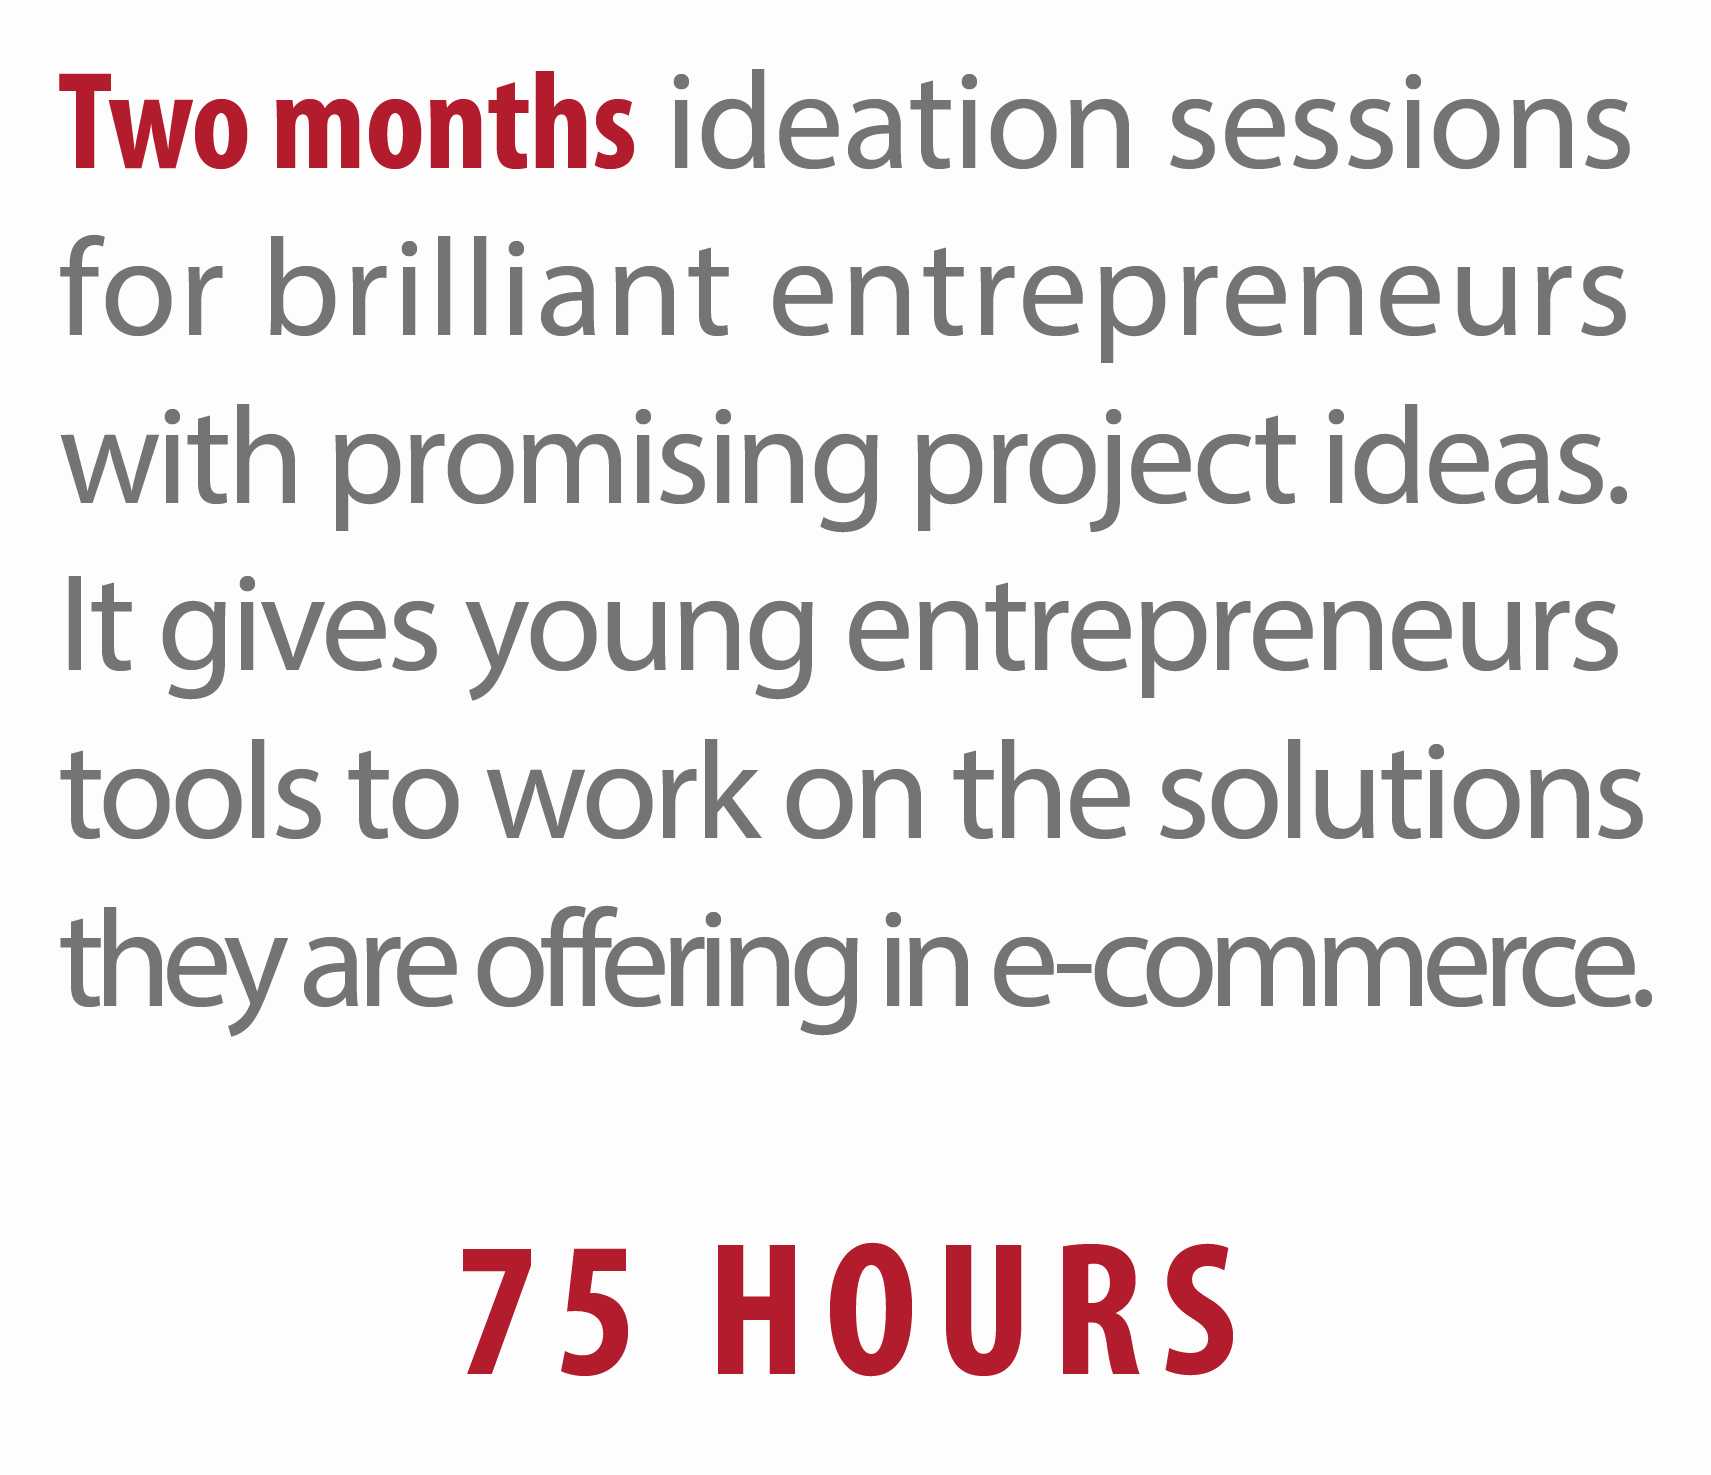 Two months ideation sessions
for brilliant entrepreneurs
with promising project ideas.
It gives young entrepreneurs
tools to work on the solutions
they are offering in e-commerce.
75 HOURS